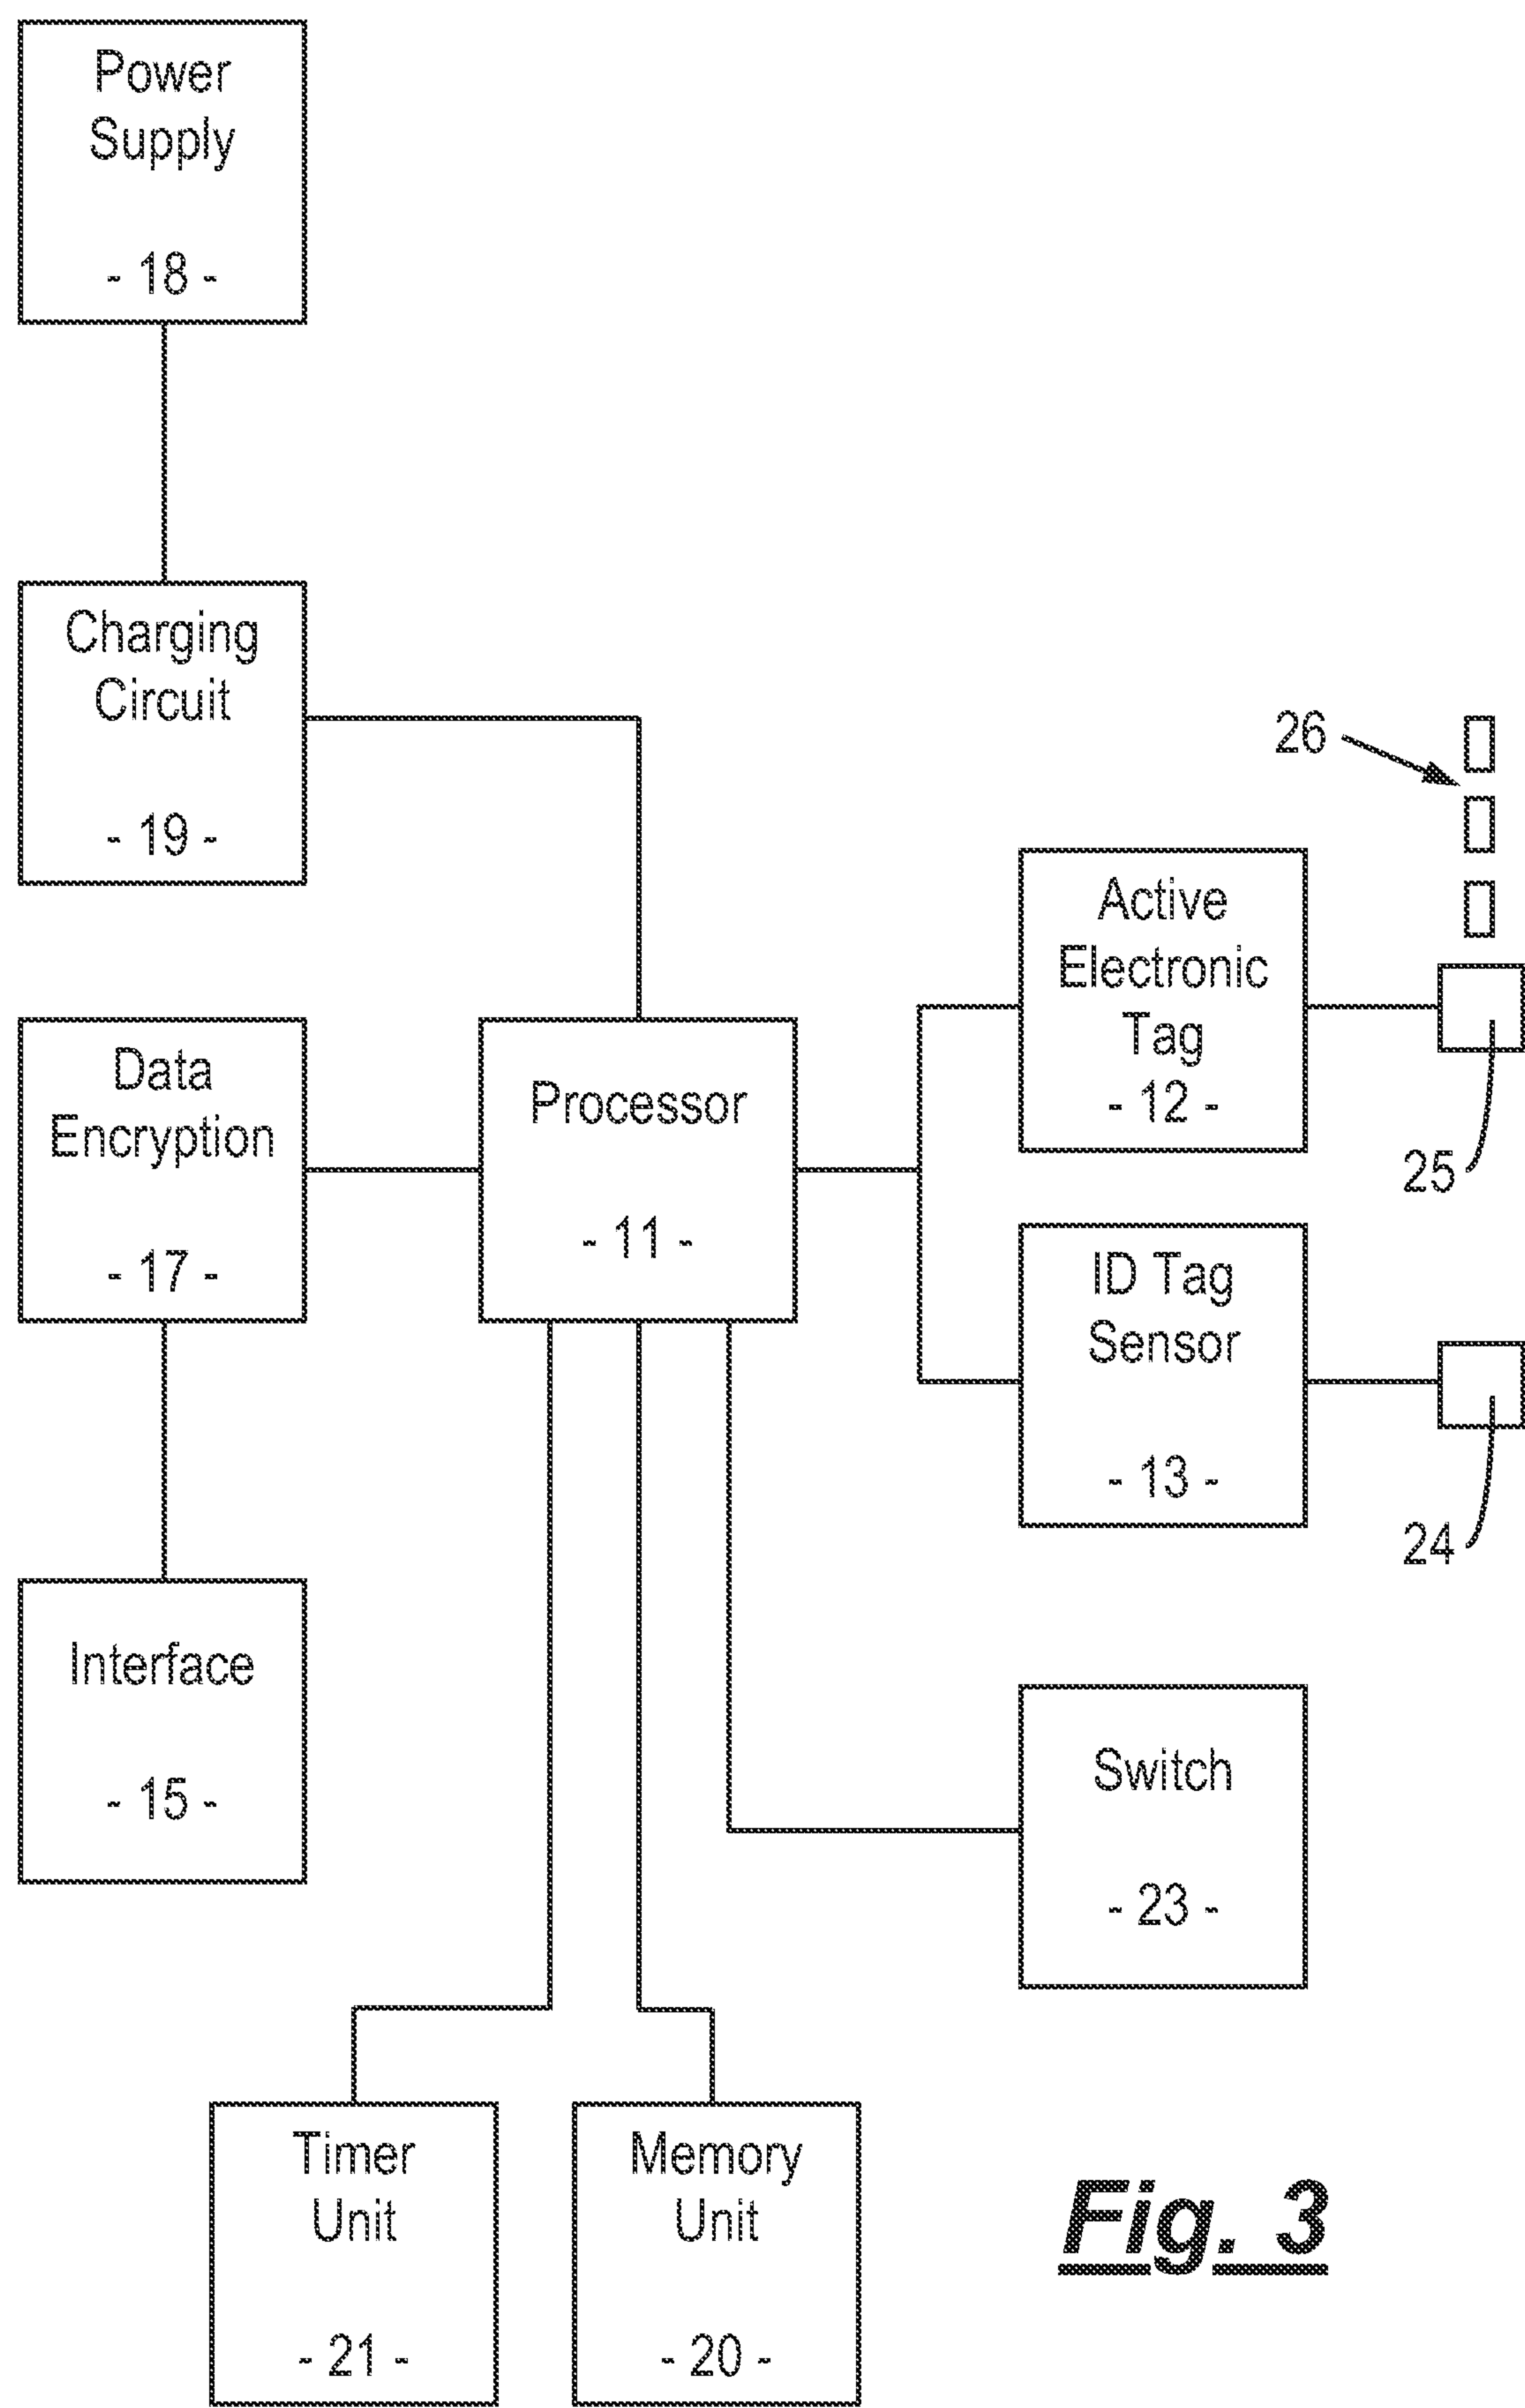 Power
Supply
- 18 -
Charging
Circuit
- 19 -
26
Active
Electronic
Tag
- 12 -
25
Data
Encryption
- 17 -
Processor
- 11 -
ID Tag
Sensor
- 13 -
24
Interface
- 15 -
Switch
- 23 -
Timer
Unit
- 21 -
Memory
Unit
- 20 -
Fig. 3